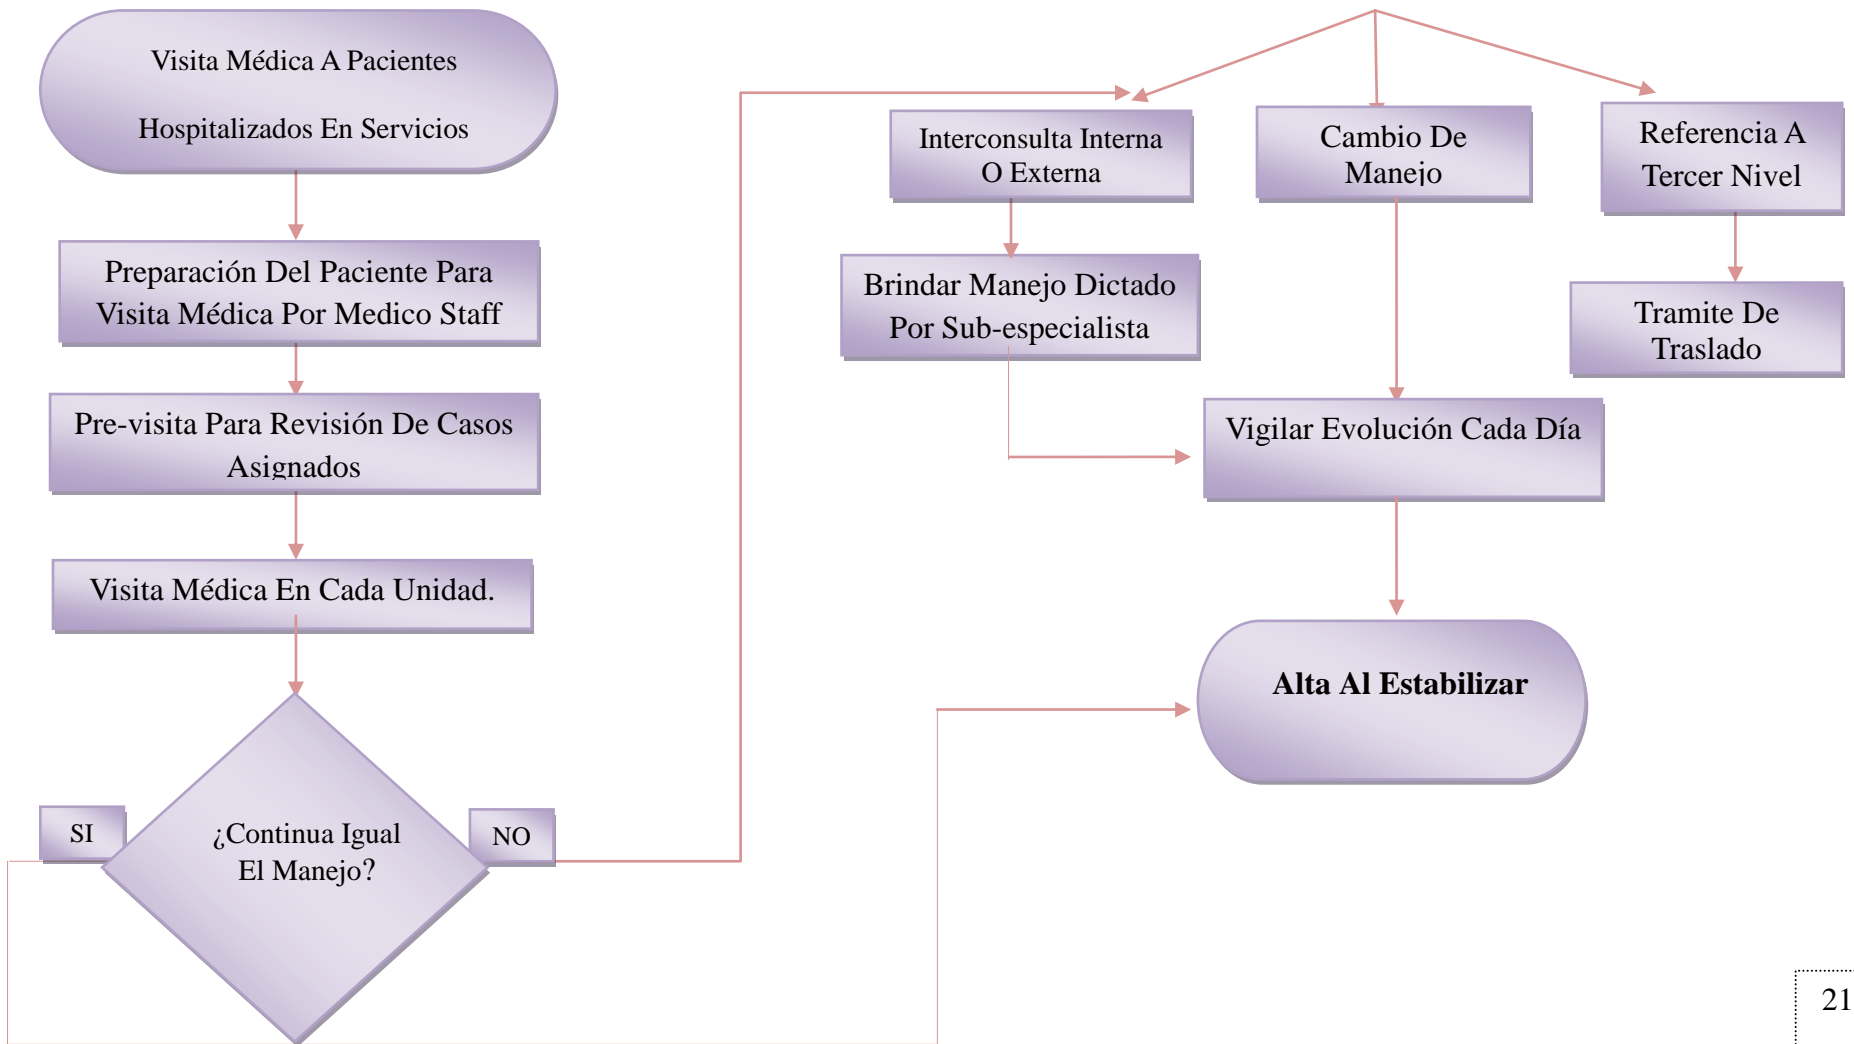 Visita Médica A Pacientes
Hospitalizados En Servicios
Preparación Del Paciente Para
Visita Médica Por Medico Staff
Pre-visita Para Revisión De Casos
Asignados
Visita Médica En Cada Unidad.
SI
¿Continua Igual
El Manejo?
NO
Interconsulta Interna
O Externa
Cambio De
Manejo
Referencia A
Tercer Nivel
Brindar Manejo Dictado
Por Sub-especialista
Tramite De
Traslado
Vigilar Evolución Cada Día
Alta Al Estabilizar
21